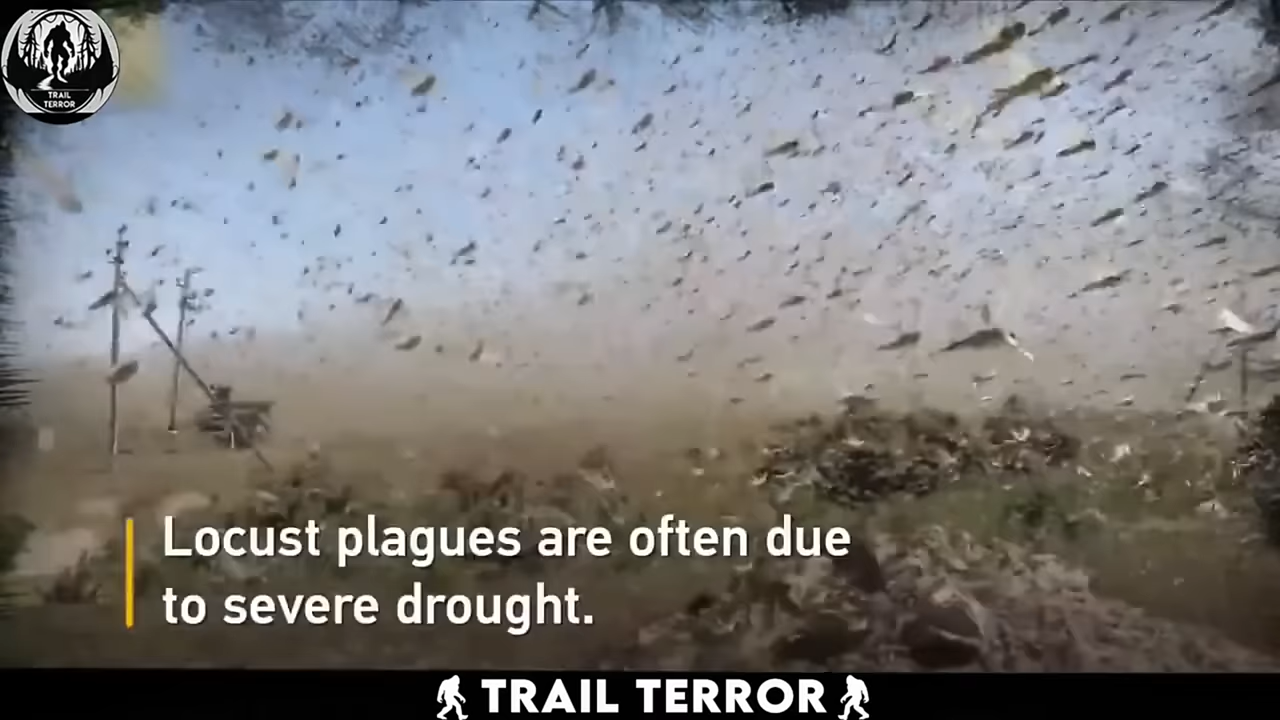 TRAIL
TERROR
Locust plagues are often due
to severe drought.
TRAIL TERROR